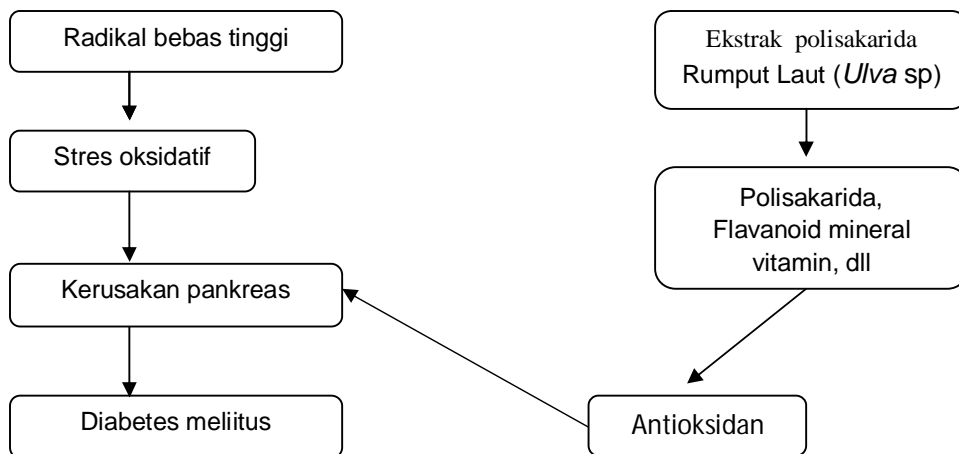 Radikal bebas tinggi
Stres oksidatif
Kerusakan pankreas
Diabetes meliitus
Ekstrak polisakarida
Rumput Laut (Ulva sp)
Polisakarida,
Flavanoid mineral
vitamin, dll
Antioksidan